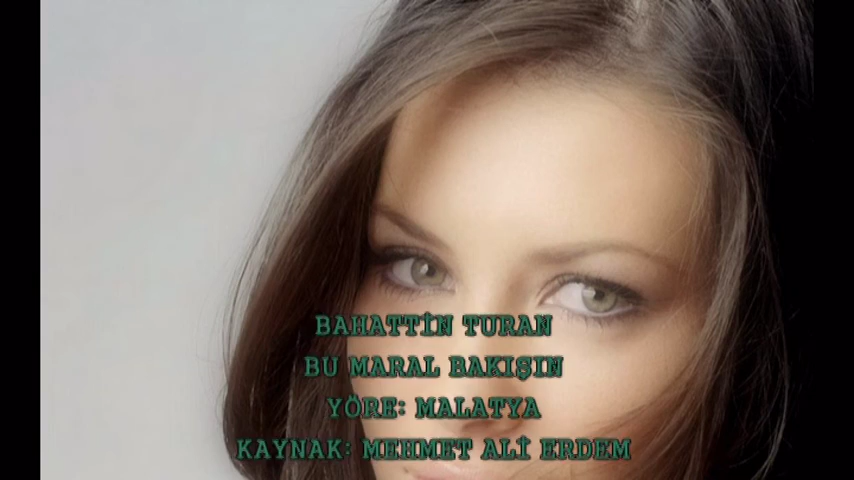 BAHATTİN TURAN
BU MARAL BAKIŞIN
YÖRE: MALATYA
KAYNAK: MEHMET ALİ ERDEM